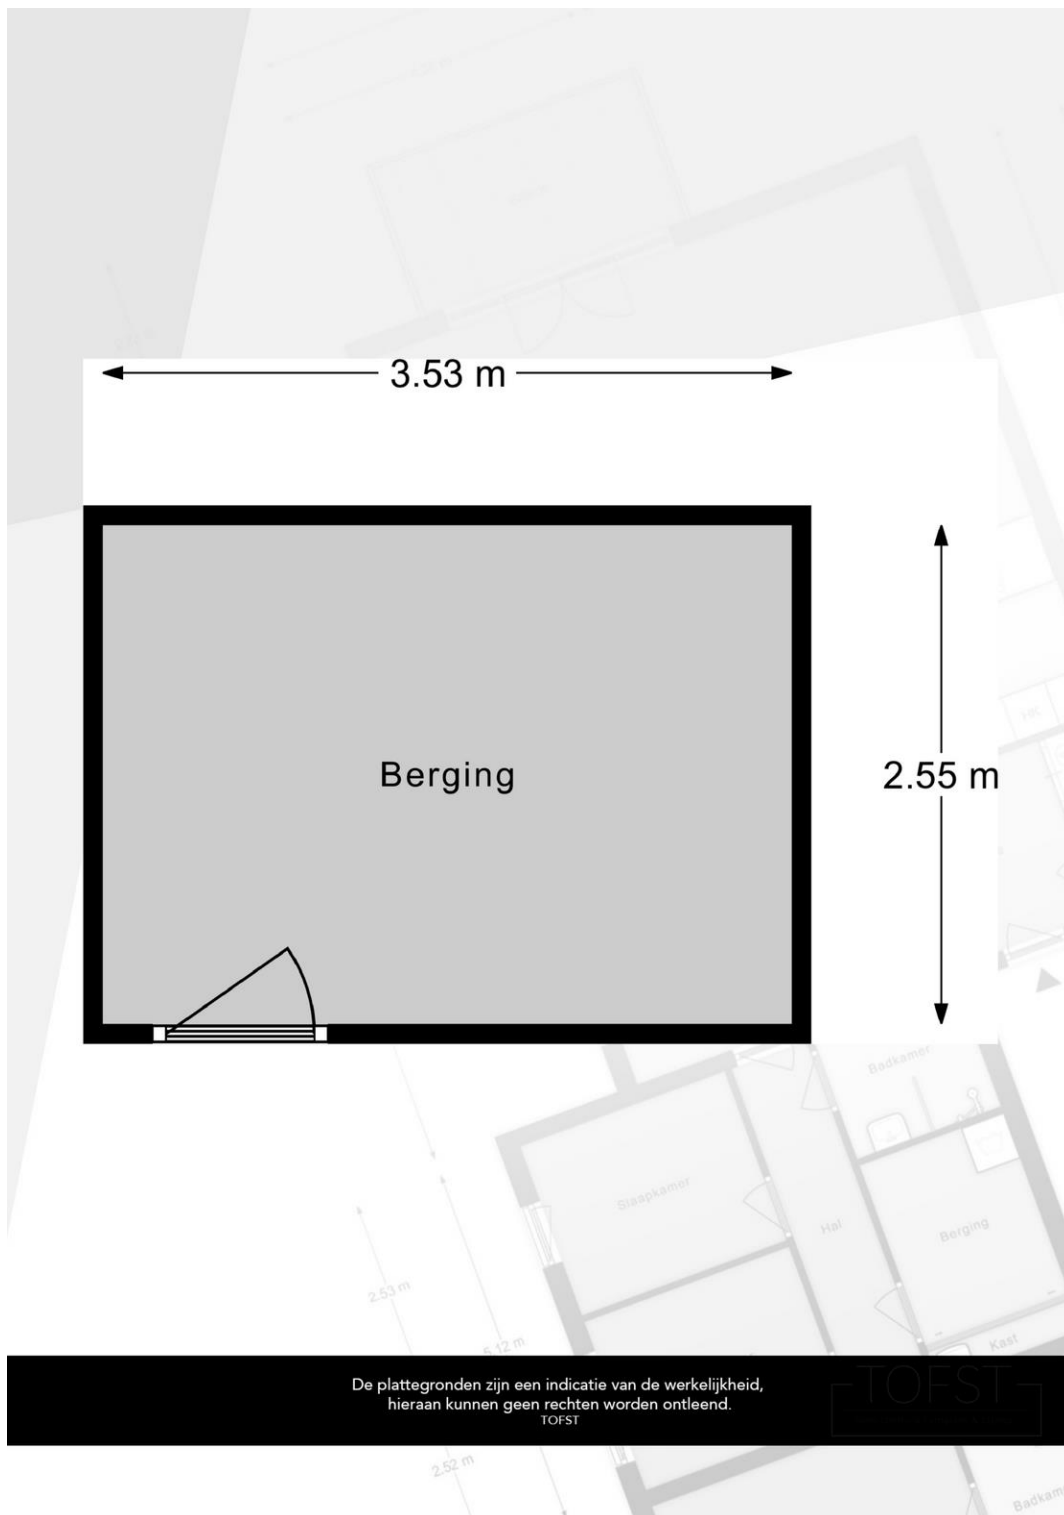 3.53 m
2.55 m
Berging
HK
Badkamer
Slaapkamer
Hal
Berging
2.53 m
5.12 m
Kast
De plattegronden zijn een indicatie van de werkelijkheid,
hieraan kunnen geen rechten worden ontleend.
TOFST
TOFST
2.52 m